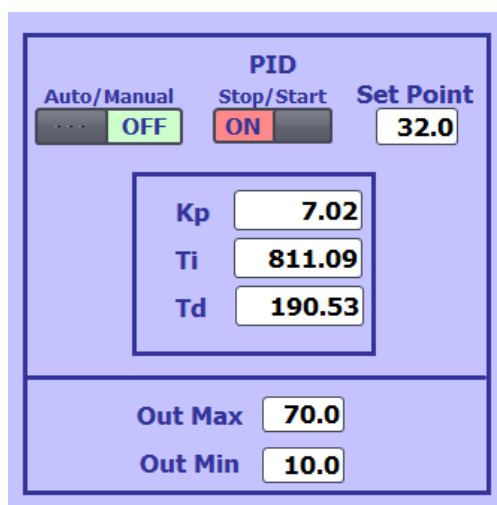 PID
Auto/Manual Stop/Start Set Point
--- OFF ON 32.0
Kp 7.02
Ti 811.09
Td 190.53
Out Max 70.0
Out Min 10.0